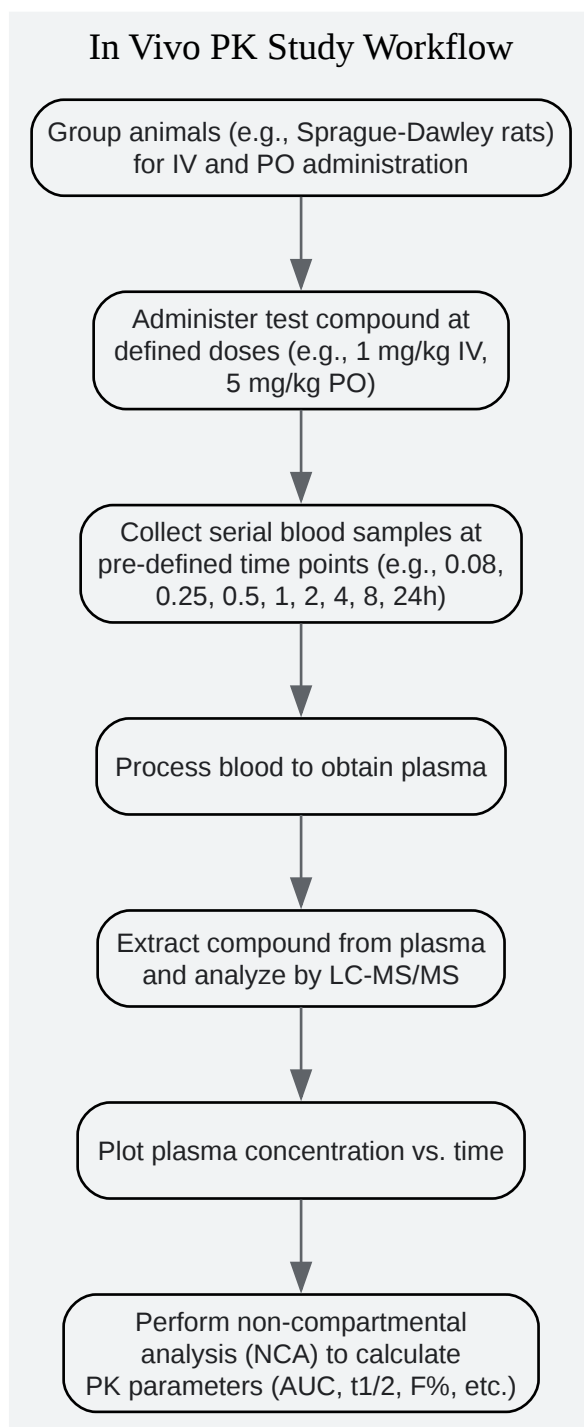 In Vivo PK Study Workflow
Group animals (e.g., Sprague-Dawley rats)
for IV and PO administration
Administer test compound at
defined doses (e.g., 1 mg/kg IV,
5 mg/kg PO)
Collect serial blood samples at
pre-defined time points (e.g., 0.08,
0.25, 0.5, 1, 2, 4, 8, 24h)
Process blood to obtain plasma
Extract compound from plasma
and analyze by LC-MS/MS
Plot plasma concentration vs. time
Perform non-compartmental
analysis (NCA) to calculate
PK parameters (AUC, t1/2, F%, etc.)